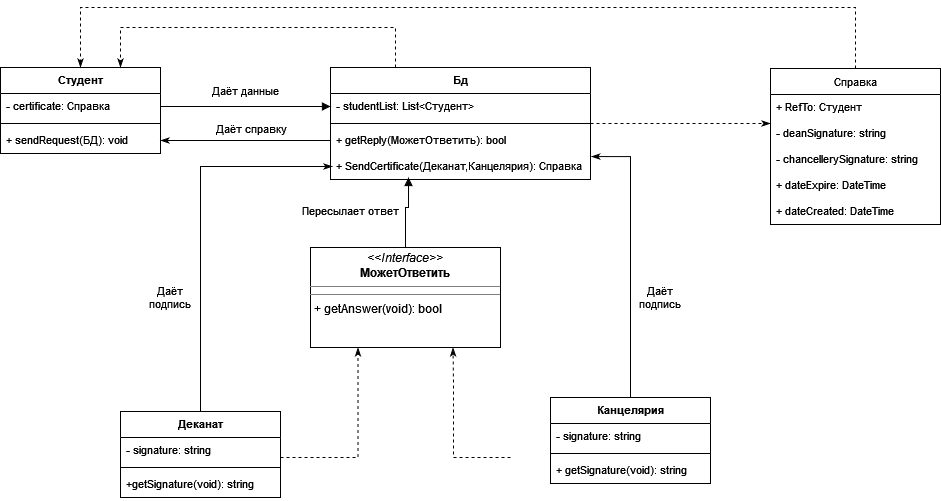 Студент
- certificate: Справка
+ sendRequest(БД): void
Даёт данные
Даёт справку
Бд
- studentList: List<Студент>
+ getReply(МожетОтветить): bool
+ SendCertificate(Деканат,Канцелярия): Справка
Справка
+ RefTo: Студент
- deanSignature: string
- chancellerySignature: string
+ dateExpire: DateTime
+ dateCreated: DateTime
Пересылает ответ
<<Interface>>
МожетОтветить
+ getAnswer(void): bool
Даёт
подпись
Даёт
подпись
Деканат
- signature: string
+getSignature(void): string
Канцелярия
- signature: string
+ getSignature(void): string